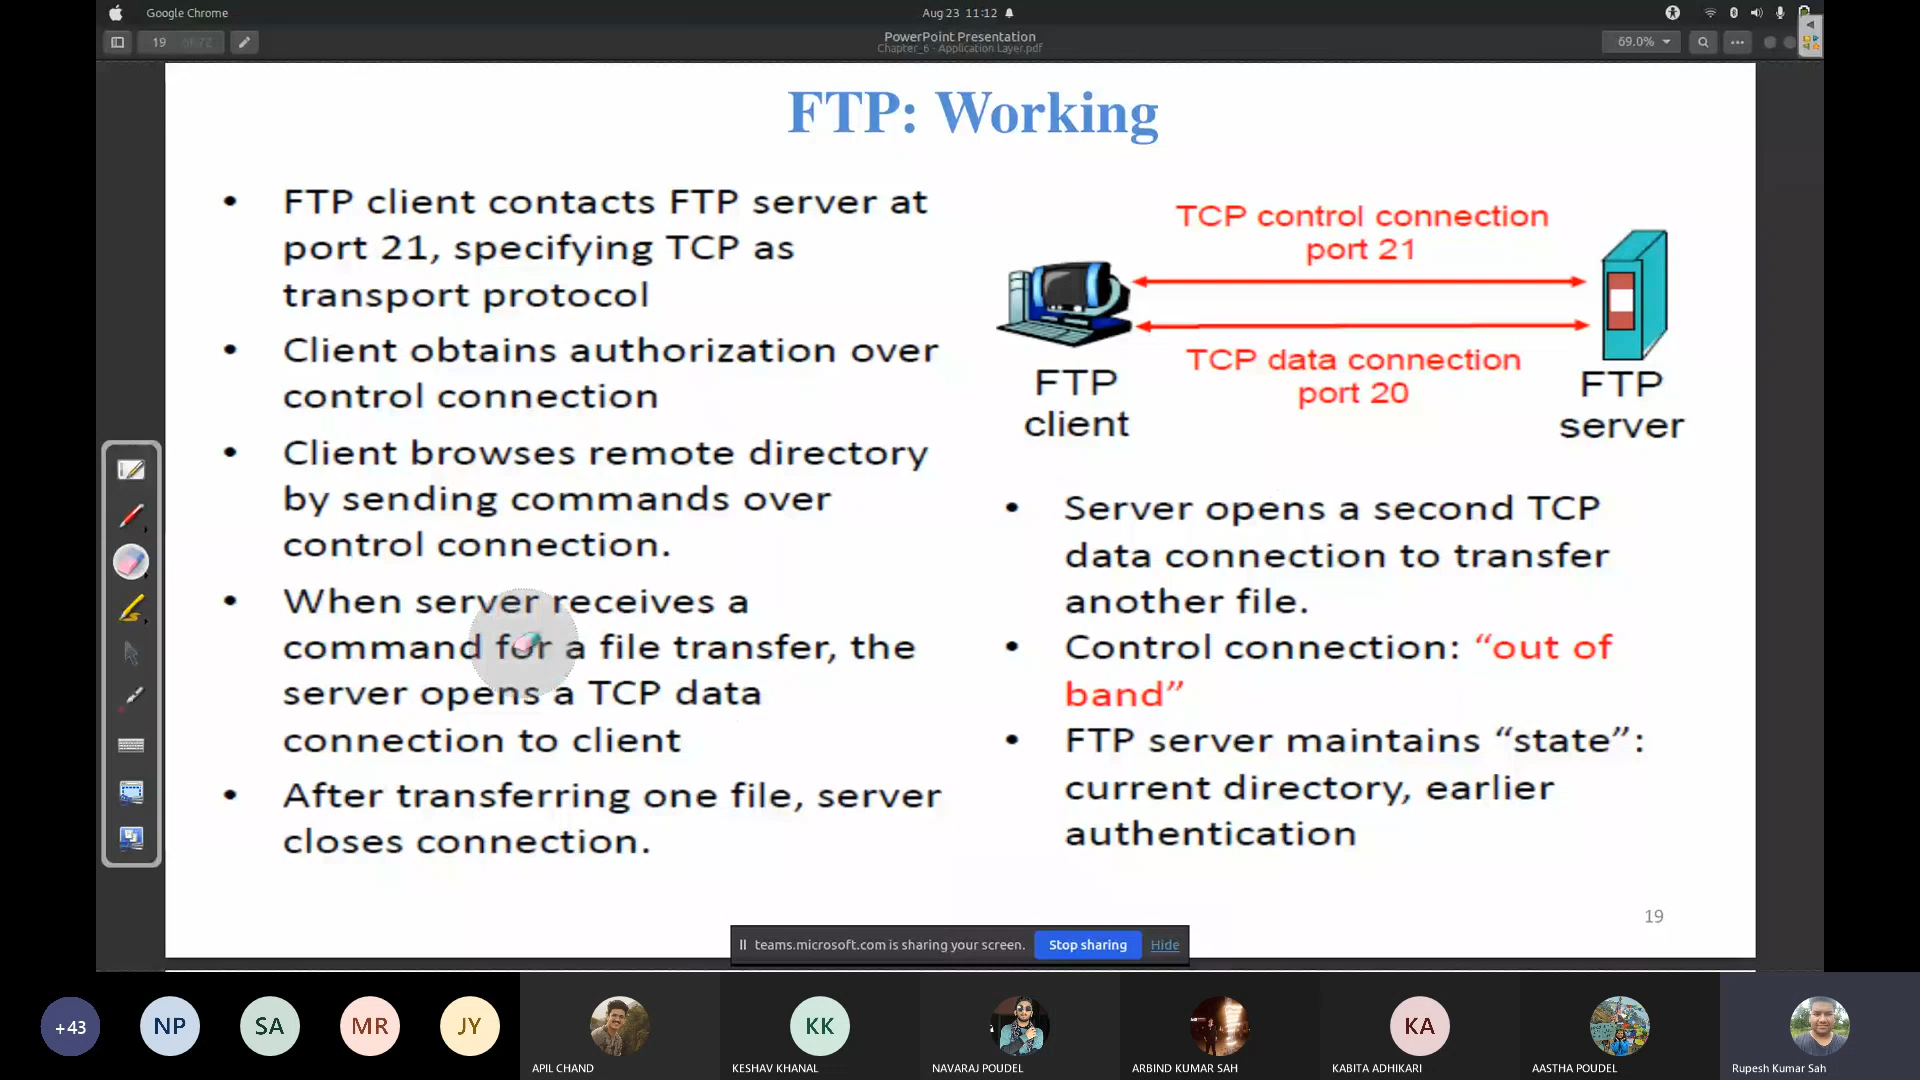 Google Chrome
Aug 23 11:12
19
of 72
PowerPoint Presentation
Chapter_6 - Application Layer.pdf
69.0%
FTP: Working
• FTP client contacts FTP server at
port 21, specifying TCP as
transport protocol
• Client obtains authorization over
control connection
• Client browses remote directory
by sending commands over
control connection.
• When server receives a
command for a file transfer, the
server opens a TCP data
connection to client
• After transferring one file, server
closes connection.
TCP control connection
port 21
TCP data connection
port 20
FTP
client
FTP
server
• Server opens a second TCP
data connection to transfer
another file.
• Control connection: “out of
band”
• FTP server maintains “state”:
current directory, earlier
authentication
19
teams.microsoft.com is sharing your screen.
Stop sharing
Hide
+43
NP
SA
MR
JY
APIL CHAND
KK
KESHAV KHANAL
NAVARAJ POUDEL
ARBIND KUMAR SAH
KA
KABITA ADHIKARI
AASTHA POUDEL
Rupesh Kumar Sah